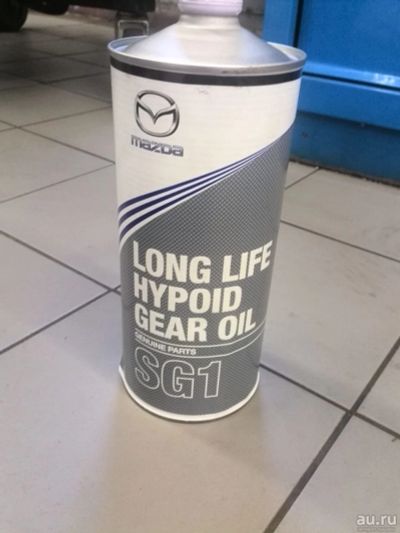 mazda
LONG LIFE
HYPOID
GEAR OIL
GENUINE PARTS
SG1
au.ru